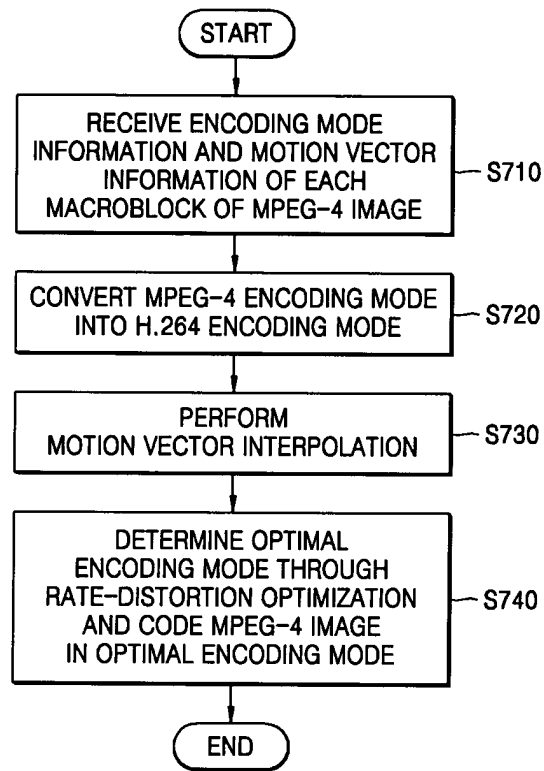 START
RECEIVE ENCODING MODE
INFORMATION AND MOTION VECTOR
INFORMATION OF EACH
MACROBLOCK OF MPEG-4 IMAGE
S710
CONVERT MPEG-4 ENCODING MODE
INTO H.264 ENCODING MODE
S720
PERFORM
MOTION VECTOR INTERPOLATION
S730
DETERMINE OPTIMAL
ENCODING MODE THROUGH
RATE-DISTORTION OPTIMIZATION
AND CODE MPEG-4 IMAGE
IN OPTIMAL ENCODING MODE
S740
END